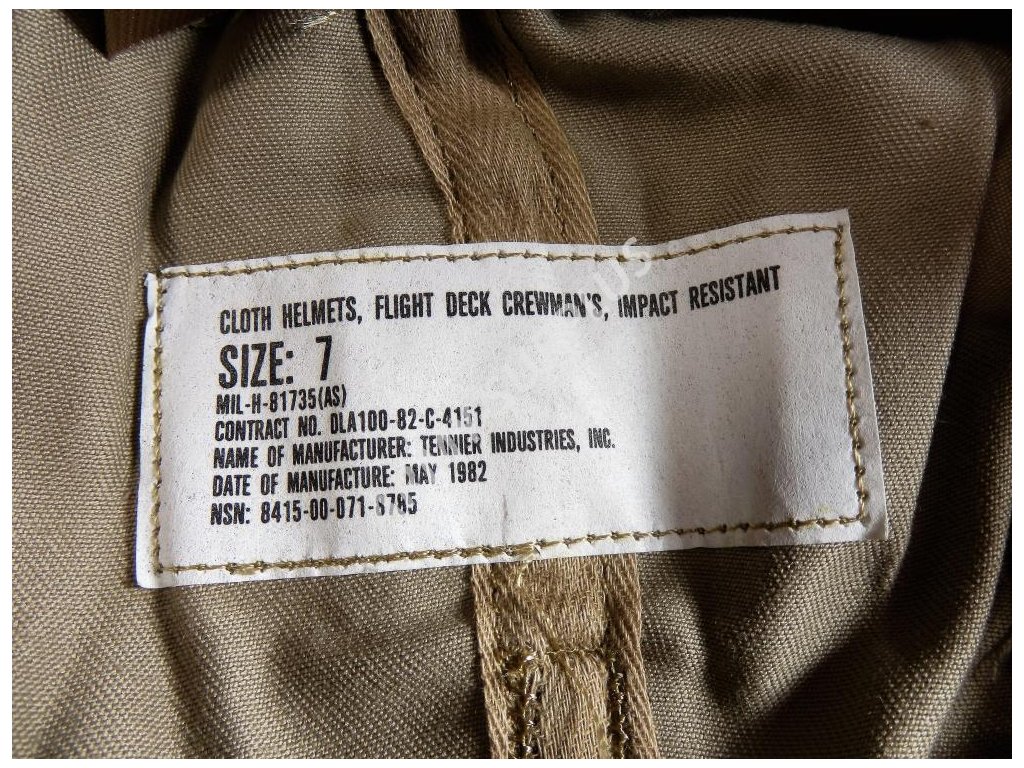 CLOTH HELMETS, FLIGHT DECK CREWMAN'S, IMPACT RESISTANT
SIZE: 7
MIL-H-81735(AS)
CONTRACT NO. DLA100-82-C-4151
NAME OF MANUFACTURER: TENNIER INDUSTRIES, INC.
DATE OF MANUFACTURE: MAY 1982
NSN: 8415-00-071-8785